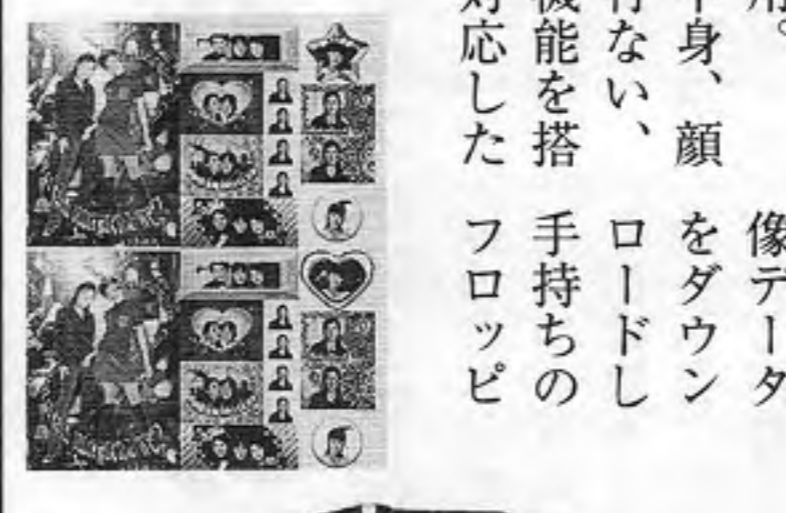 用。
半身、顔
行ない、
機能を搭
対応した
像データ
をダウン
ロードし
手持ちの
フロッピ